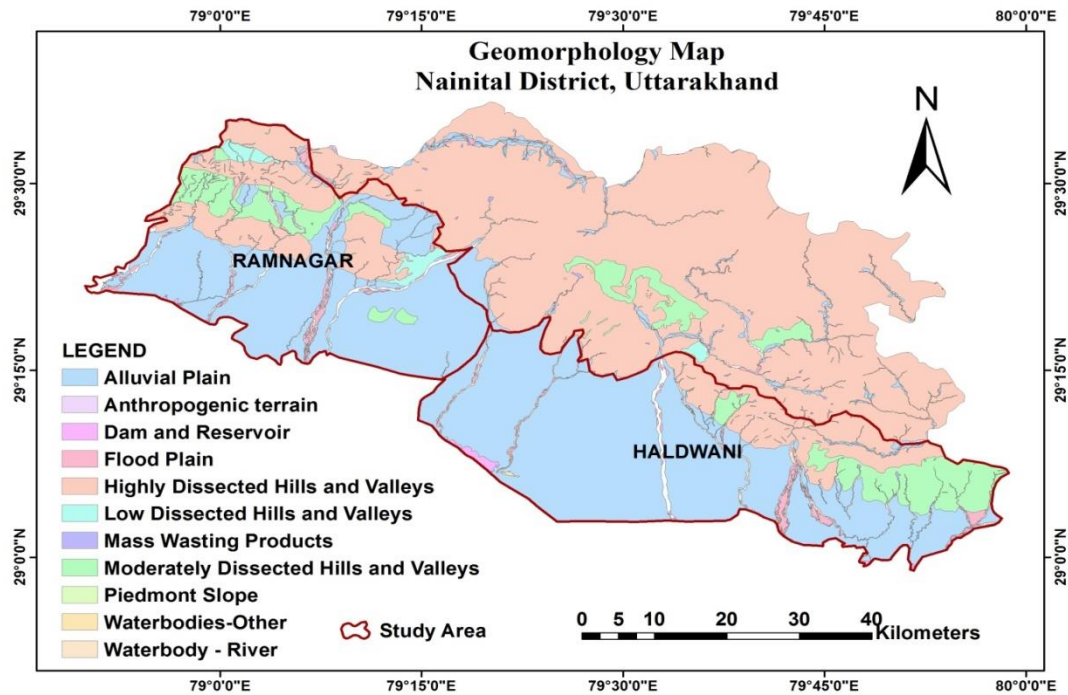 79°0'0"E 79°15'0"E 79°30'0"E 79°45'0"E 80°0'0"E
Geomorphology Map
Nainital District, Uttarakhand
N
29°30'0"N
29°30'0"N
RAMNAGAR
29°15'0"N
29°15'0"N
HALDWANI
29°0'0"N
29°0'0"N
LEGEND
Alluvial Plain
Anthropogenic terrain
Dam and Reservoir
Flood Plain
Highly Dissected Hills and Valleys
Low Dissected Hills and Valleys
Mass Wasting Products
Moderately Dissected Hills and Valleys
Piedmont Slope
Waterbodies-Other
Waterbody - River
Study Area
0 5 10 20 30 40
Kilometers
79°0'0"E 79°15'0"E 79°30'0"E 79°45'0"E 80°0'0"E